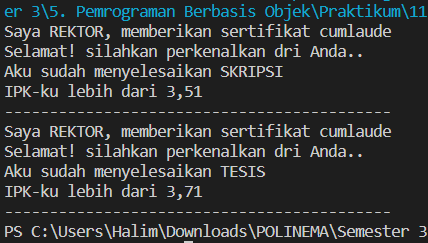 er 3\5. Pemrograman Berbasis Objek\Praktikum\11
Saya REKTOR, memberikan sertifikat cumlaude
Selamat! silahkan perkenalkan dri Anda..
Aku sudah menyelesaikan SKRIPSI
IPK-ku lebih dari 3,51
------------------------------------------
Saya REKTOR, memberikan sertifikat cumlaude
Selamat! silahkan perkenalkan dri Anda..
Aku sudah menyelesaikan TESIS
IPK-ku lebih dari 3,71
------------------------------------------
PS C:\Users\Halim\Downloads\POLINEMA\Semester 3